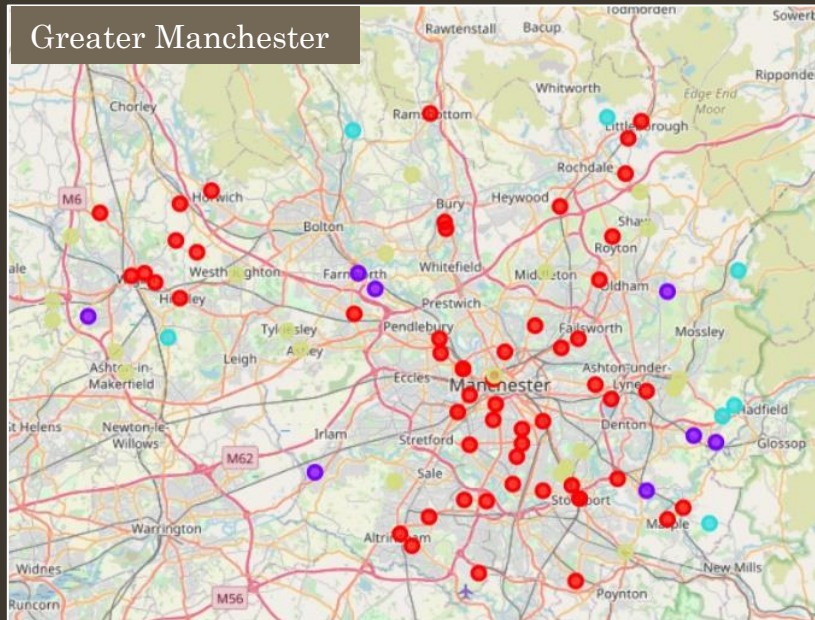 Greater Manchester
Todmorden
Rawtenstall
Bacup
Sowerb
Ripponden
Whitworth
Edge End
Moor
Chorley
Ramsbottom
Littleborough
Rochdale
M6
Horwich
Bury
Heywood
Bolton
Shaw
Royton
Westhoughton
Farnworth
Whitefield
Middleton
Oldham
Hindley
Prestwich
Tyldesley
Pendlebury
Failsworth
Mossley
Astley
Leigh
Ashton-in-
Makerfield
Eccles
Manchester
Ashton-under-
Lyne
Hadfield
St Helens
Newton-le-
Willows
Irlam
Stretford
Denton
Glossop
M62
Sale
Warrington
Stockport
Marple
Altrincham
Widnes
New Mills
Runcorn
M56
Poynton